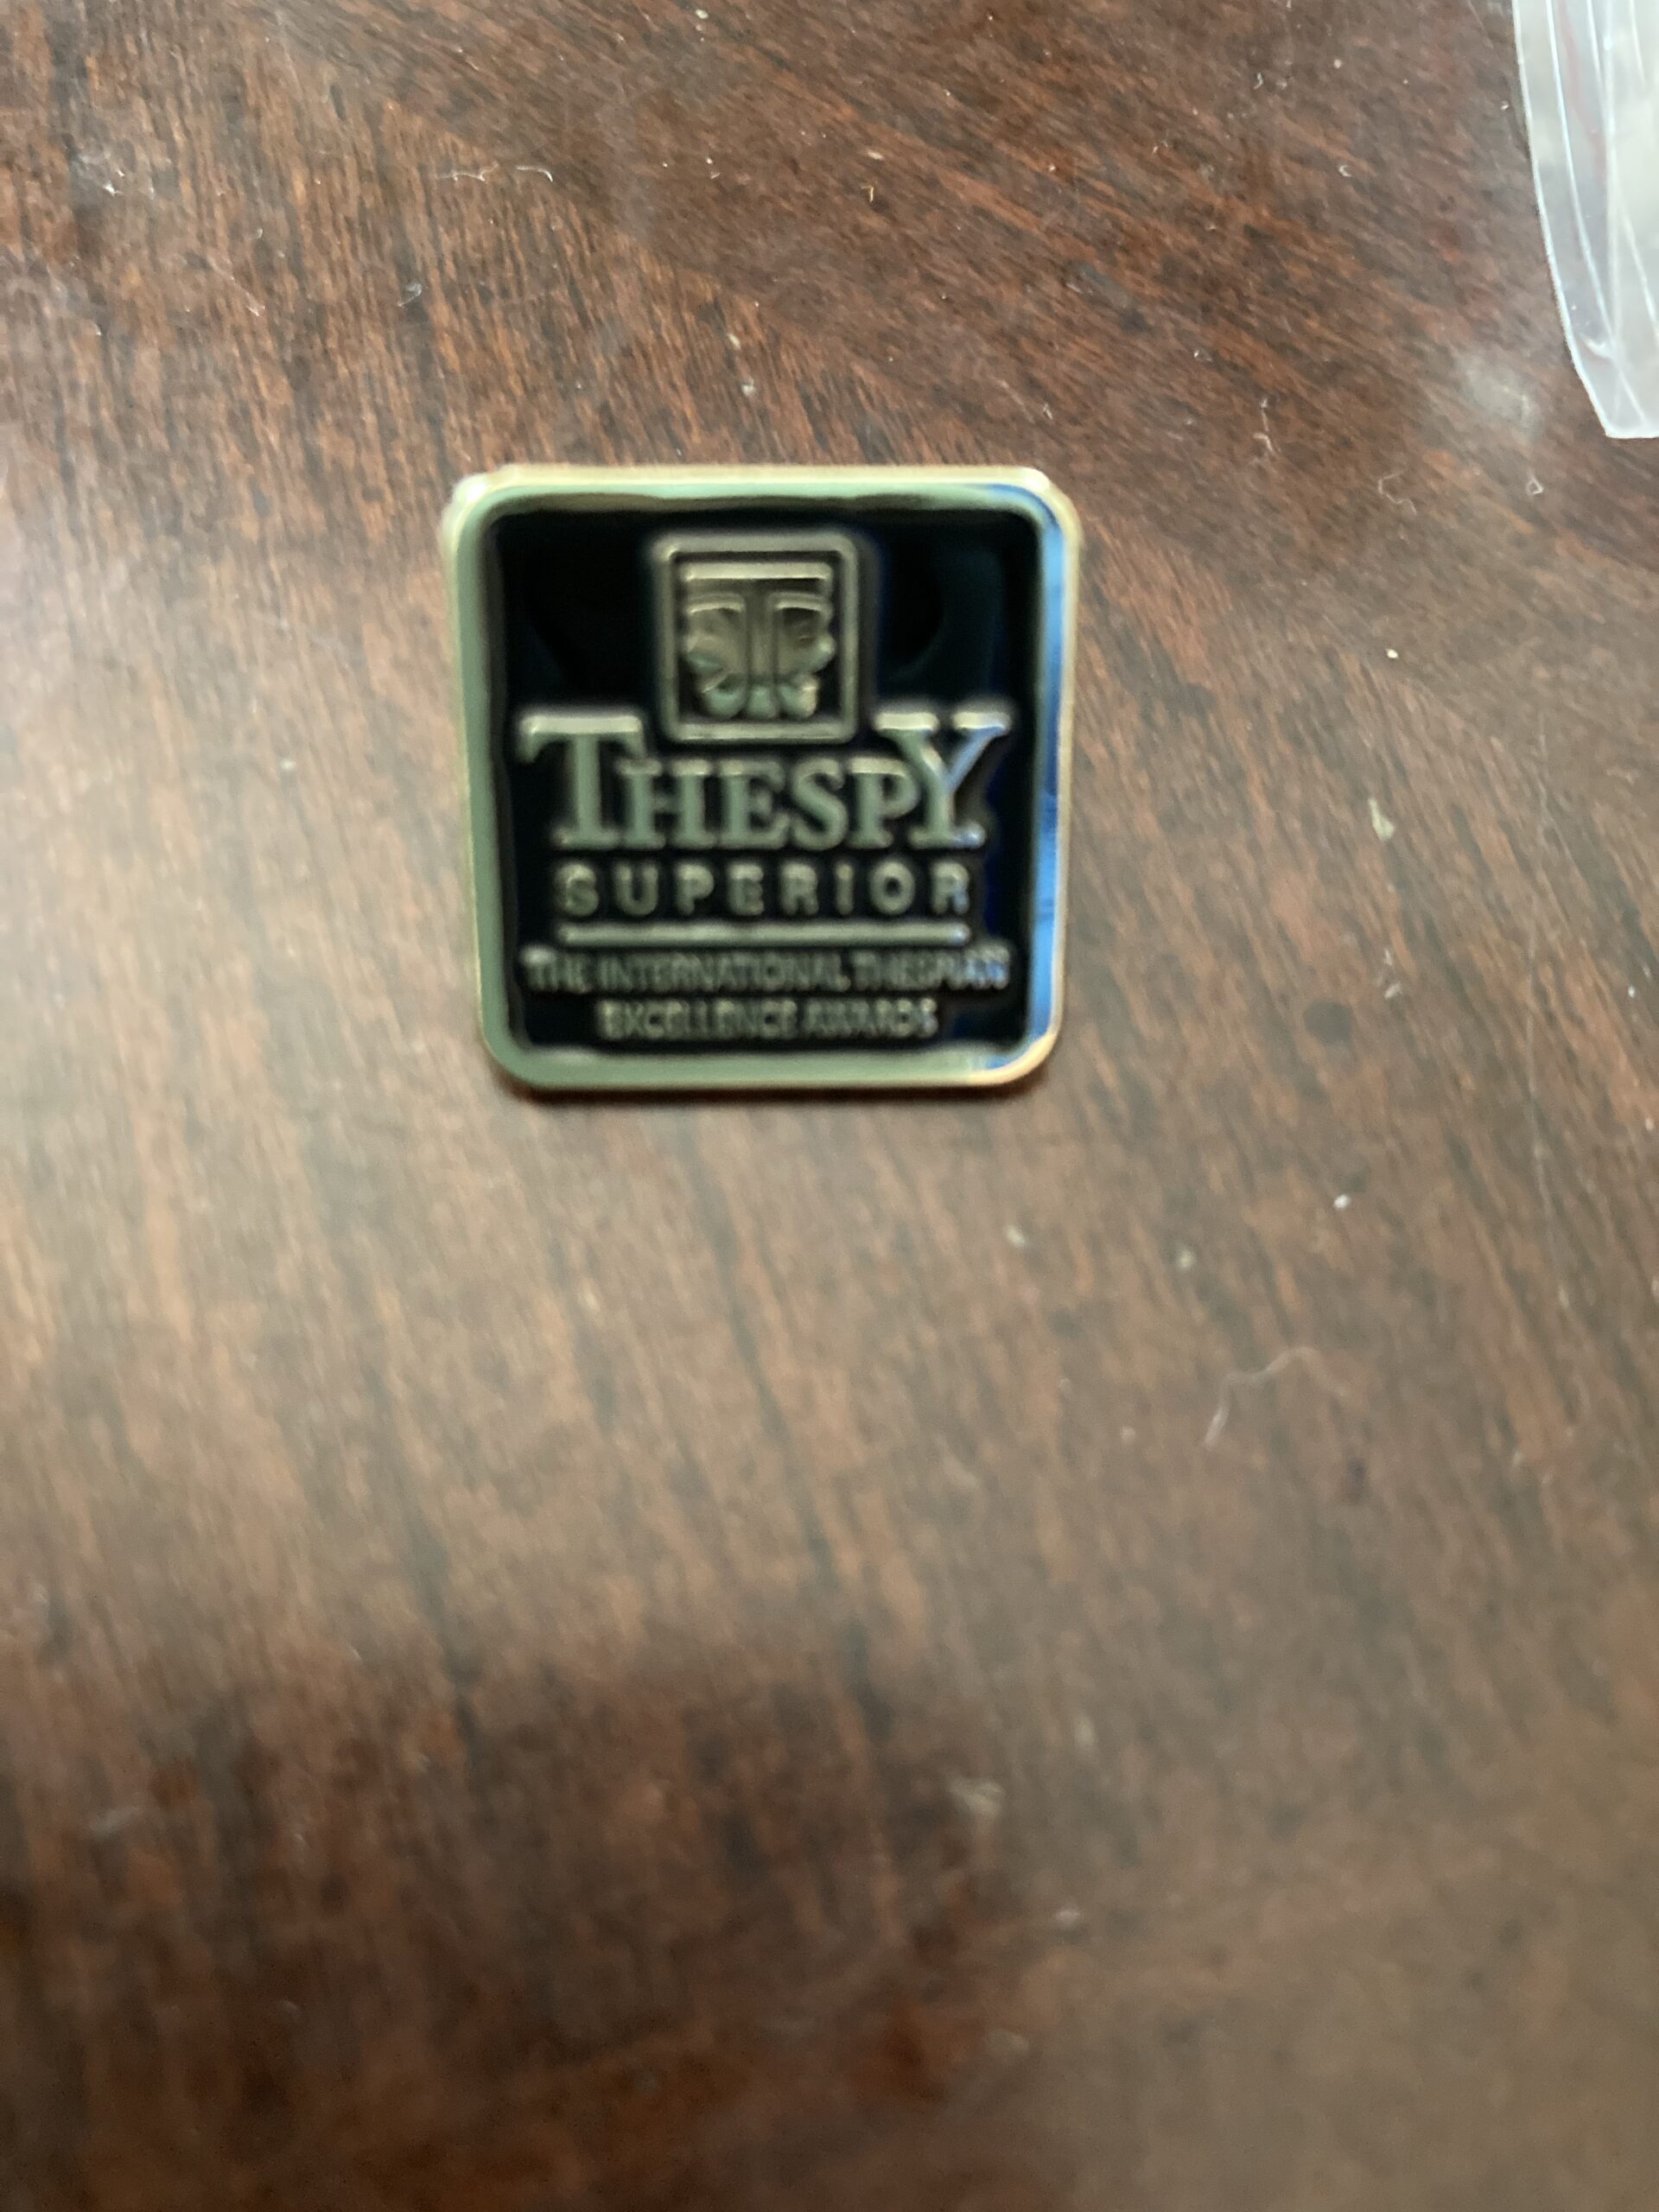 THESPY
SUPERIOR
THE INTERNATIONAL THESPIAN
EXCELLENCE AWARDS